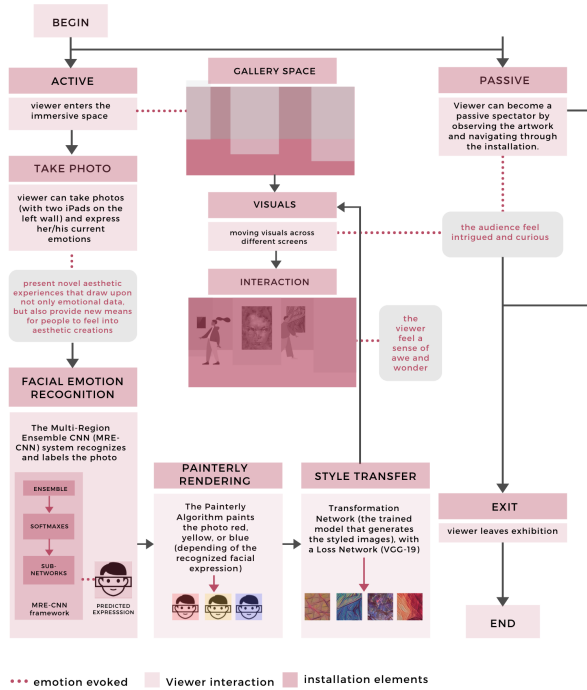 BEGIN
ACTIVE
viewer enters the
immersive space
TAKE PHOTO
viewer can take photos
(with two iPads on the
left wall) and express
her/his current
emotions
present novel aesthetic
experiences that draw upon
not only emotional data,
but also provide new means
for people to feel into
aesthetic creations
FACIAL EMOTION
RECOGNITION
The Multi-Region
Ensemble CNN (MRE-
CNN) system recognizes
and labels the photo
ENSEMBLE
SOFTMAXES
SUB-
NETWORKS
MRE-CNN
framework
PREDICTED
EXPRESSSION
GALLERY SPACE
VISUALS
moving visuals across
different screens
INTERACTION
the
viewer
feel a
sense of
awe and
wonder
PAINTERLY
RENDERING
The Painterly
Algorithm paints
the photo red,
yellow, or blue
(depending of the
recognized facial
expression)
STYLE TRANSFER
Transformation
Network (the trained
model that generates
the styled images), with
a Loss Network (VGG-19)
PASSIVE
Viewer can become a
passive spectator by
observing the artwork
and navigating through
the installation.
the audience feel
intrigued and curious
EXIT
viewer leaves exhibition
END
emotion evoked
Viewer interaction
installation elements